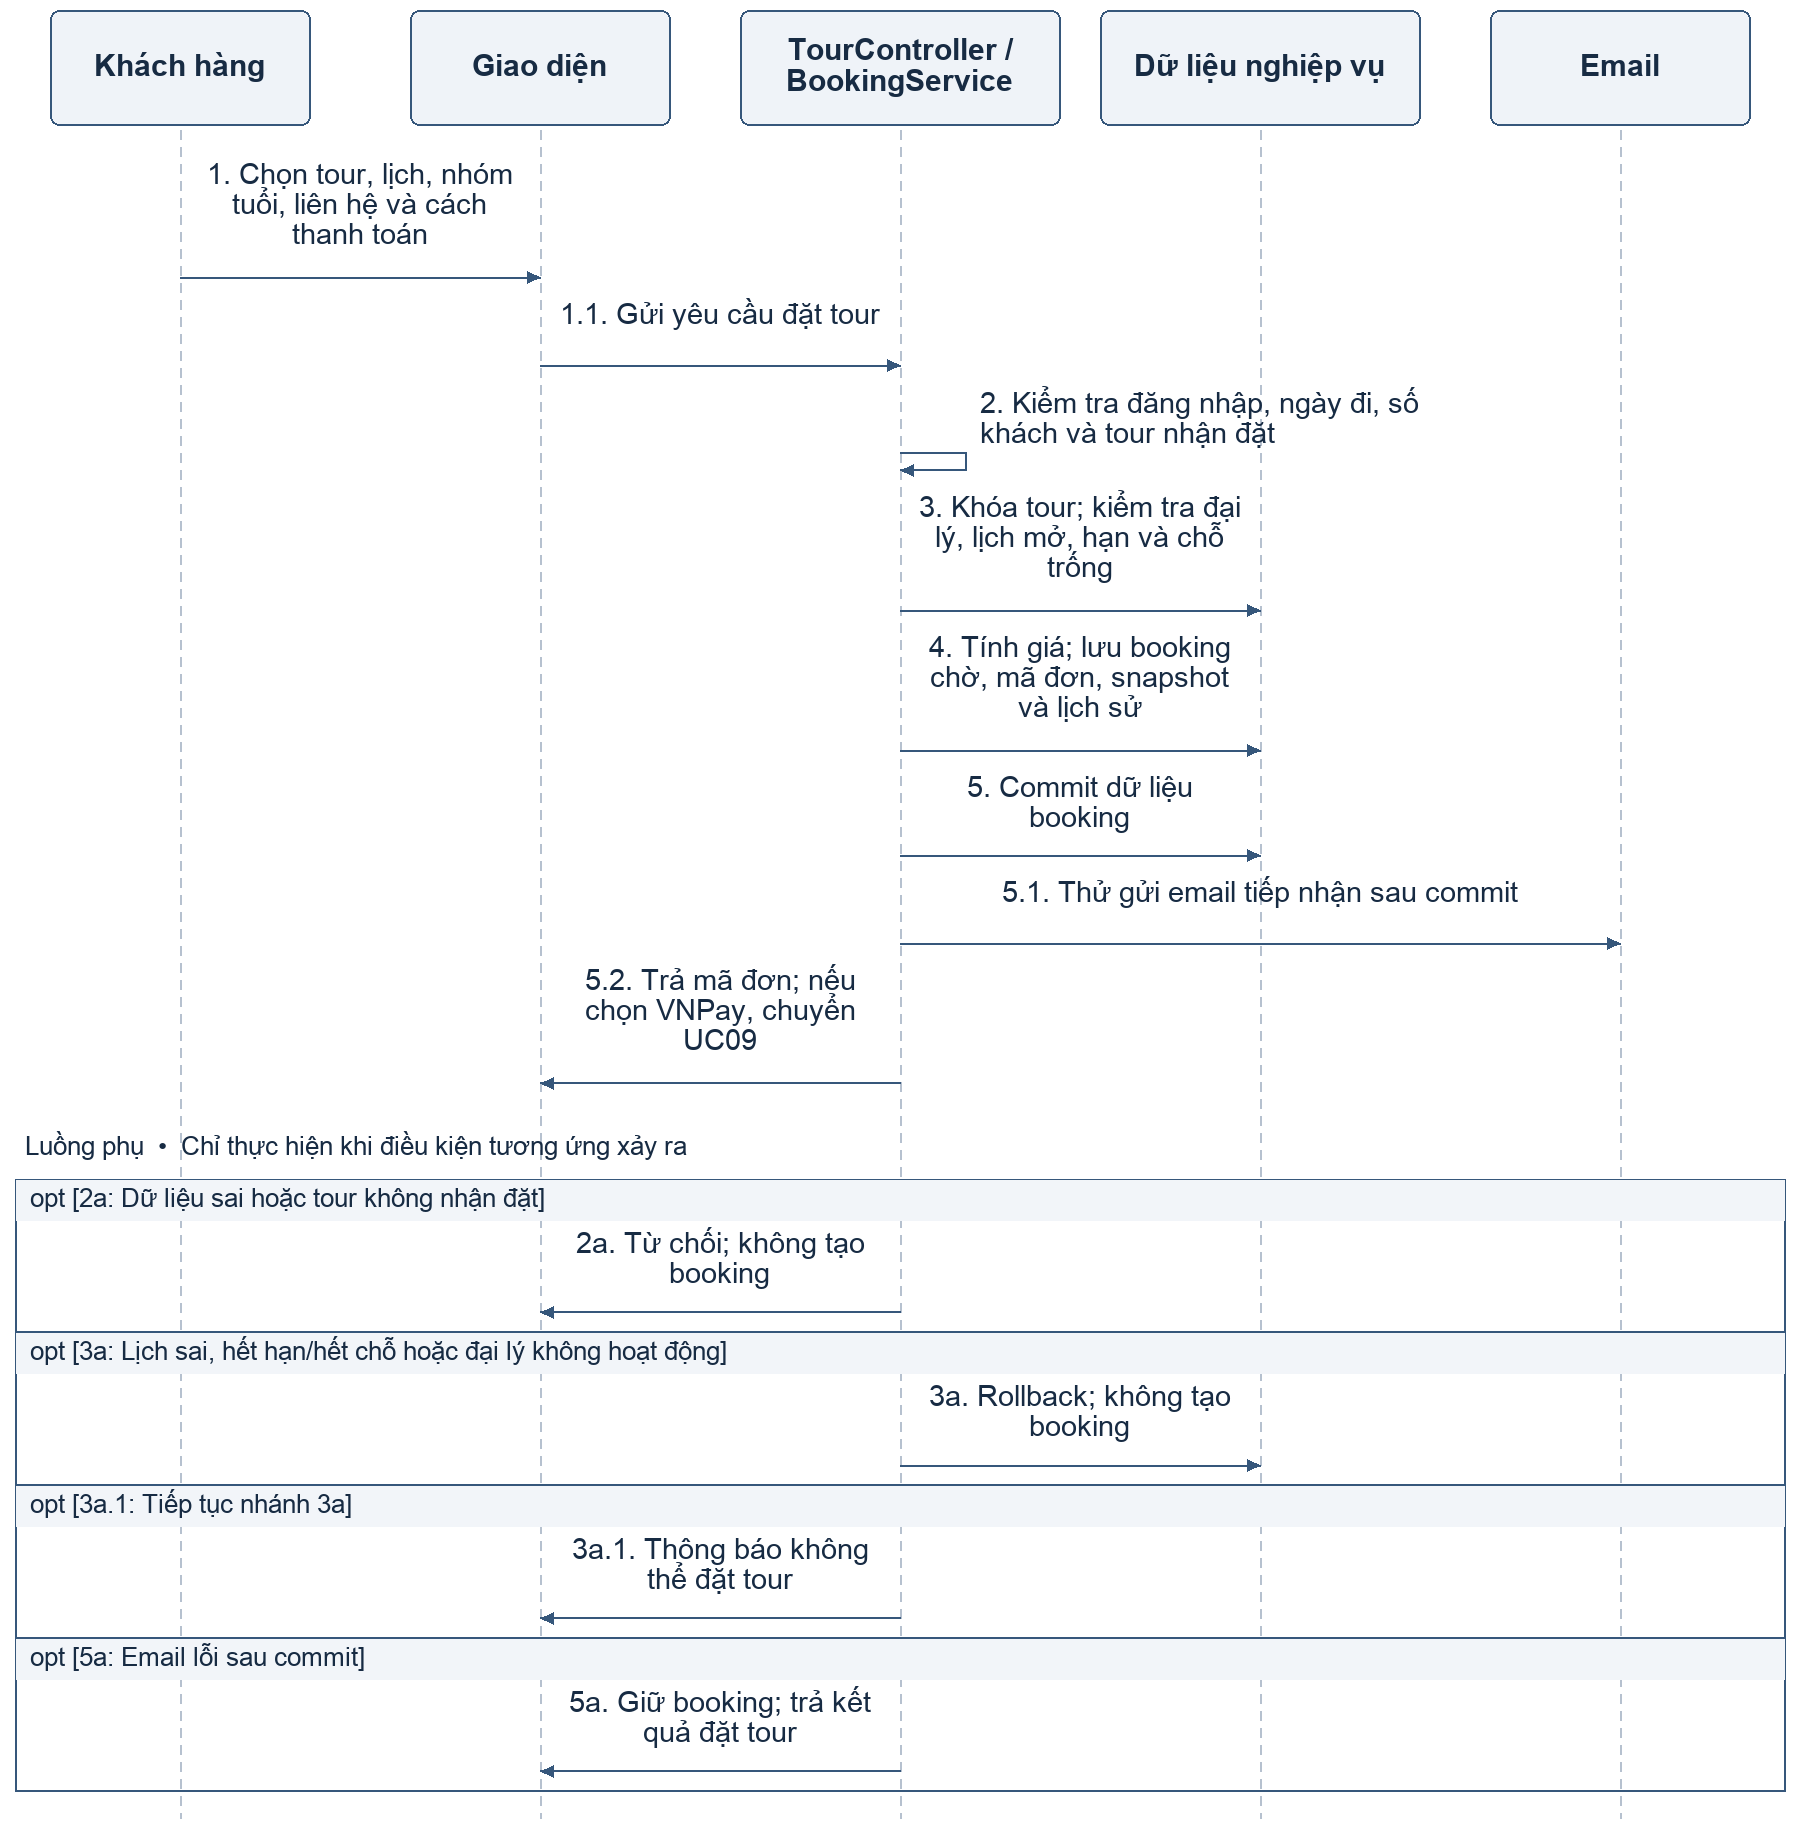 Khách hàng
Giao diện
TourController /
BookingService
Dữ liệu nghiệp vụ
Email
1. Chọn tour, lịch, nhóm
tuổi, liên hệ và cách
thanh toán
1.1. Gửi yêu cầu đặt tour
2. Kiểm tra đăng nhập, ngày đi, số
khách và tour nhận đặt
3. Khóa tour; kiểm tra đại
lý, lịch mở, hạn và chỗ
trống
4. Tính giá; lưu booking
chờ, mã đơn, snapshot
và lịch sử
5. Commit dữ liệu
booking
5.1. Thử gửi email tiếp nhận sau commit
5.2. Trả mã đơn; nếu
chọn VNPay, chuyển
UC09
Luồng phụ • Chỉ thực hiện khi điều kiện tương ứng xảy ra
opt [2a: Dữ liệu sai hoặc tour không nhận đặt]
2a. Từ chối; không tạo
booking
opt [3a: Lịch sai, hết hạn/hết chỗ hoặc đại lý không hoạt động]
3a. Rollback; không tạo
booking
opt [3a.1: Tiếp tục nhánh 3a]
3a.1. Thông báo không
thể đặt tour
opt [5a: Email lỗi sau commit]
5a. Giữ booking; trả kết
quả đặt tour